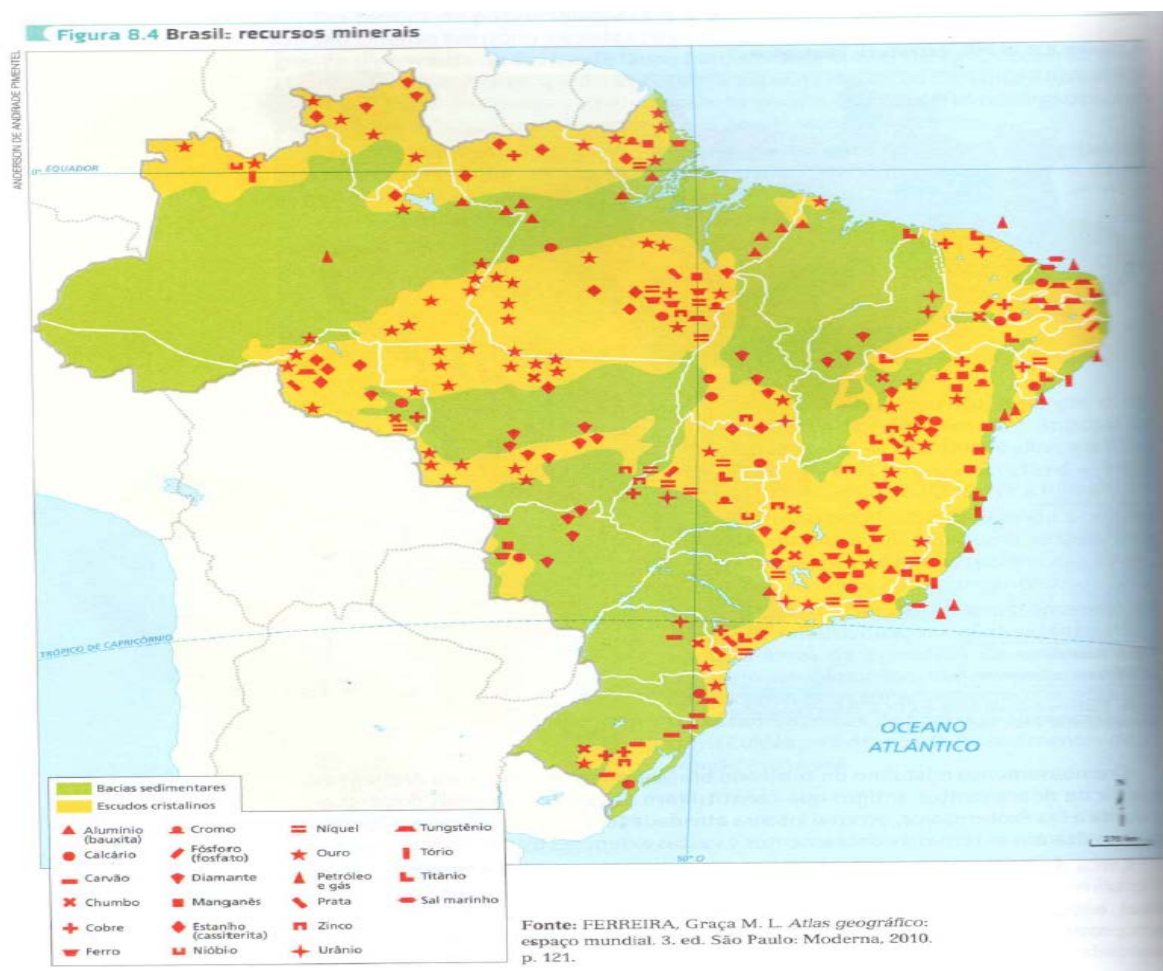 Figura 8.4 Brasil: recursos minerais
ANDERSON DE ANDRADE PIMENTEL
0° EQUADOR
TRÓPICO DE CAPRICÓRNIO
OCEANO
ATLÂNTICO
50° O
270 km
Bacias sedimentares
Escudos cristalinos
Alumínio
(bauxita)
Calcário
Carvão
Chumbo
Cobre
Ferro
Cromo
Fósforo
(fosfato)
Diamante
Manganês
Estanho
(cassiterita)
Nióbio
Níquel
Ouro
Petróleo
e gás
Prata
Zinco
Urânio
Tungstênio
Tório
Titânio
Sal marinho
Fonte: FERREIRA, Graça M. L. Atlas geográfico:
espaço mundial. 3. ed. São Paulo: Moderna, 2010.
p. 121.